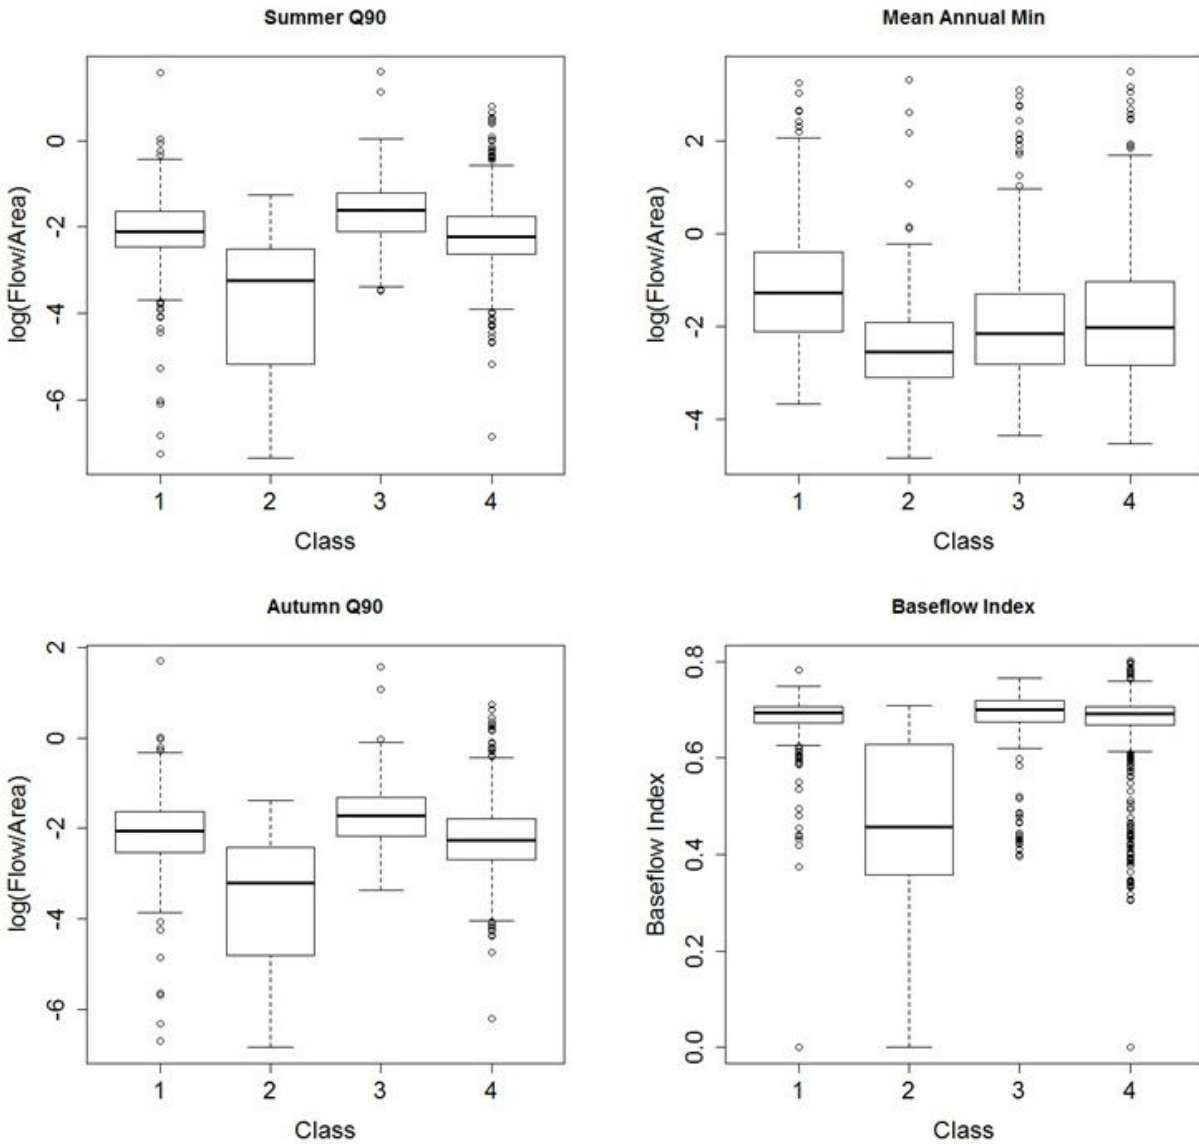 Summer Q90
log(Flow/Area)
0
-2
-4
-6
1 2 3 4
Class
Mean Annual Min
log(Flow/Area)
2
0
-2
-4
1 2 3 4
Class
Autumn Q90
log(Flow/Area)
2
0
-2
-4
-6
1 2 3 4
Class
Baseflow Index
Baseflow Index
0.8
0.6
0.4
0.2
0.0
1 2 3 4
Class